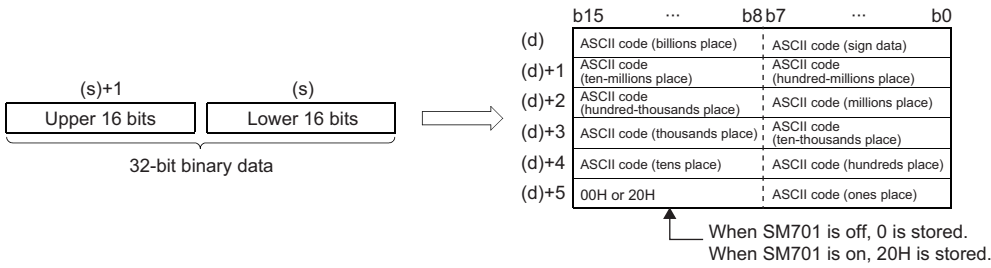 b15 ... b8 b7 ... b0
(s)+1 (s)
Upper 16 bits Lower 16 bits
32-bit binary data
(d) ASCII code (billions place) ASCII code (sign data)
(d)+1 ASCII code ASCII code
(ten-millions place) (hundred-millions place)
(d)+2 ASCII code ASCII code (millions place)
(hundred-thousands place)
(d)+3 ASCII code (thousands place) ASCII code
(ten-thousands place)
(d)+4 ASCII code (tens place) ASCII code (hundreds place)
(d)+5 00H or 20H ASCII code (ones place)
When SM701 is off, 0 is stored.
When SM701 is on, 20H is stored.